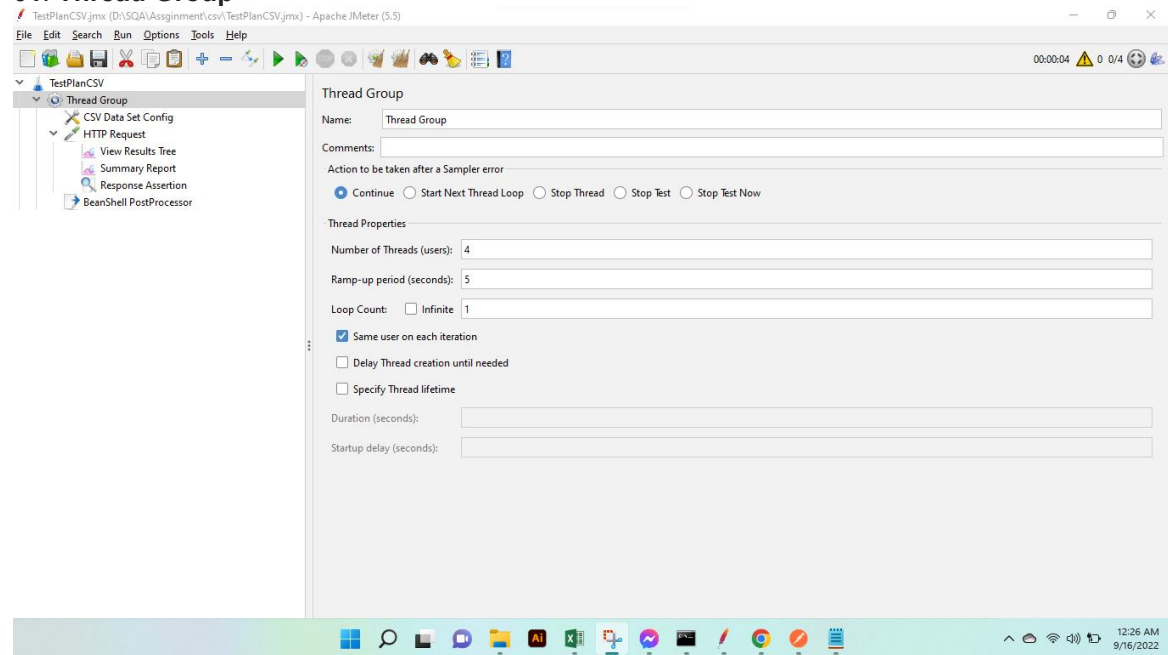 TestPlanCSV.jmx (D:\SQA\Assginment\csv\TestPlanCSV.jmx) - Apache JMeter (5.5)
File Edit Search Run Options Tools Help
00:00:04 0 0/4
TestPlanCSV
Thread Group
CSV Data Set Config
HTTP Request
View Results Tree
Summary Report
Response Assertion
BeanShell PostProcessor
Thread Group
Name: Thread Group
Comments:
Action to be taken after a Sampler error
Continue Start Next Thread Loop Stop Thread Stop Test Stop Test Now
Thread Properties
Number of Threads (users): 4
Ramp-up period (seconds): 5
Loop Count: Infinite 1
Same user on each iteration
Delay Thread creation until needed
Specify Thread lifetime
Duration (seconds):
Startup delay (seconds):
Ai
12:26 AM
9/16/2022